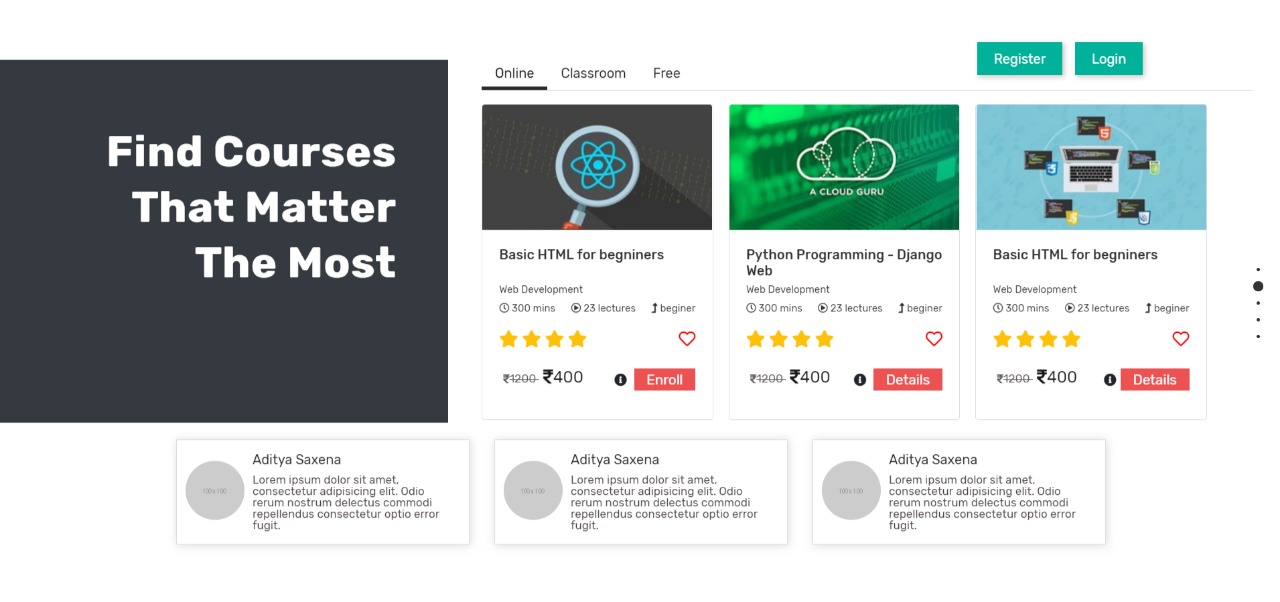 Register
Login
Online
Classroom
Free
Find Courses
That Matter
The Most
A CLOUD GURU
Basic HTML for begniners
Web Development
300 mins
23 lectures
beginer
₹1200
₹400
Enroll
Python Programming - Django
Web
Web Development
300 mins
23 lectures
beginer
₹1200
₹400
Details
Basic HTML for begniners
Web Development
300 mins
23 lectures
beginer
₹1200
₹400
Details
100 x 100
Aditya Saxena
Lorem ipsum dolor sit amet,
consectetur adipisicing elit. Odio
rerum nostrum delectus commodi
repellendus consectetur optio error
fugit.
100 x 100
Aditya Saxena
Lorem ipsum dolor sit amet,
consectetur adipisicing elit. Odio
rerum nostrum delectus commodi
repellendus consectetur optio error
fugit.
100 x 100
Aditya Saxena
Lorem ipsum dolor sit amet,
consectetur adipisicing elit. Odio
rerum nostrum delectus commodi
repellendus consectetur optio error
fugit.